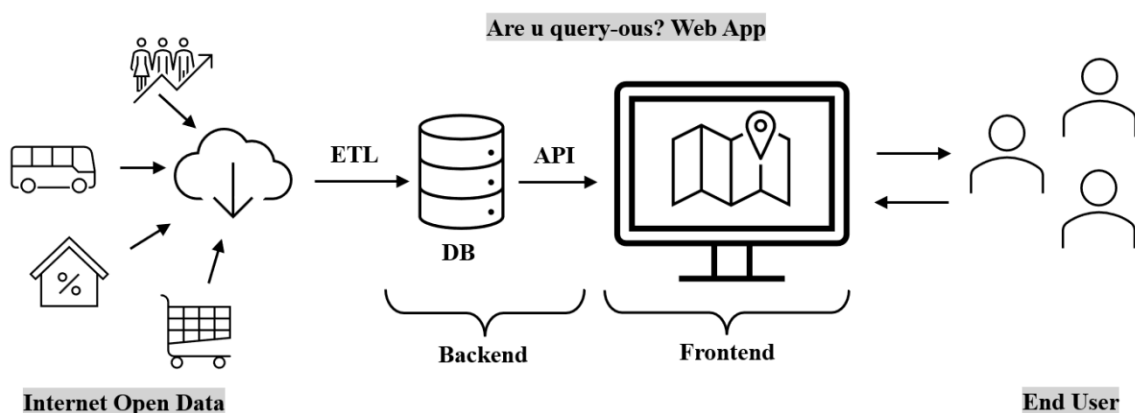 Are u query-ous? Web App
ETL
API
%
DB
Backend
Frontend
Internet Open Data
End User